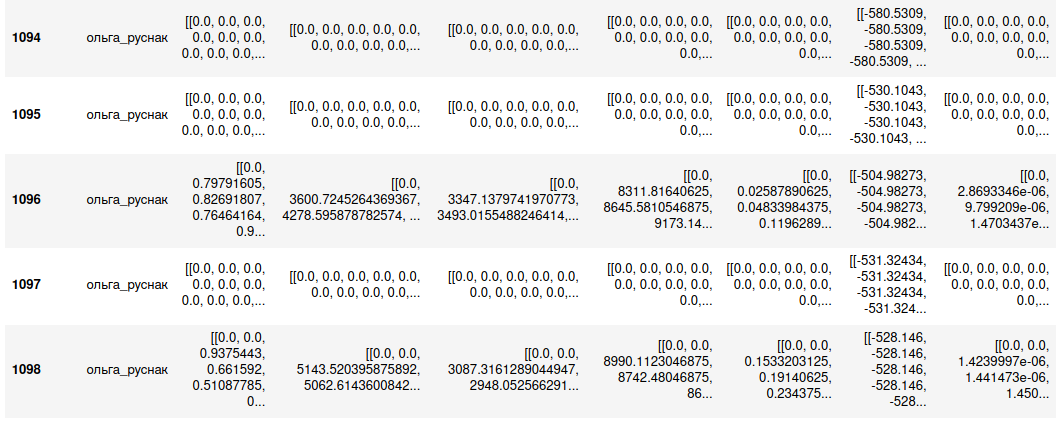 1094 ольга_руснак [[0.0, 0.0, 0.0, 0.0, 0.0, 0.0, 0.0, 0.0, 0.0,... [[0.0, 0.0, 0.0, 0.0, 0.0, 0.0, 0.0, 0.0, 0.0, 0.0,... [[0.0, 0.0, 0.0, 0.0, 0.0, 0.0, 0.0, 0.0, 0.0, 0.0,... [[0.0, 0.0, 0.0, 0.0, 0.0, 0.0, 0.0, 0.0, 0.0,... [[0.0, 0.0, 0.0, 0.0, 0.0, 0.0, 0.0, 0.0, 0.0,... [[-580.5309, -580.5309, -580.5309, -580.5309, ... [[0.0, 0.0, 0.0, 0.0, 0.0, 0.0, 0.0, 0.0, 0.0,...
1095 ольга_руснак [[0.0, 0.0, 0.0, 0.0, 0.0, 0.0, 0.0, 0.0, 0.0,... [[0.0, 0.0, 0.0, 0.0, 0.0, 0.0, 0.0, 0.0, 0.0, 0.0,... [[0.0, 0.0, 0.0, 0.0, 0.0, 0.0, 0.0, 0.0, 0.0, 0.0,... [[0.0, 0.0, 0.0, 0.0, 0.0, 0.0, 0.0, 0.0, 0.0,... [[0.0, 0.0, 0.0, 0.0, 0.0, 0.0, 0.0, 0.0, 0.0,... [[-530.1043, -530.1043, -530.1043, -530.1043, ... [[0.0, 0.0, 0.0, 0.0, 0.0, 0.0, 0.0, 0.0, 0.0,...
1096 ольга_руснак [[0.0, 0.79791605, 0.82691807, 0.76464164, 0.9... [[0.0, 3600.7245264369367, 4278.595878782574, ... [[0.0, 3347.1379741970773, 3493.0155488246414,... [[0.0, 8311.81640625, 8645.5810546875, 9173.14... [[0.0, 0.02587890625, 0.04833984375, 0.1196289... [[-504.98273, -504.98273, -504.98273, -504.982... [[0.0, 2.8693346e-06, 9.799209e-06, 1.4703437e...
1097 ольга_руснак [[0.0, 0.0, 0.0, 0.0, 0.0, 0.0, 0.0, 0.0, 0.0,... [[0.0, 0.0, 0.0, 0.0, 0.0, 0.0, 0.0, 0.0, 0.0, 0.0,... [[0.0, 0.0, 0.0, 0.0, 0.0, 0.0, 0.0, 0.0, 0.0, 0.0,... [[0.0, 0.0, 0.0, 0.0, 0.0, 0.0, 0.0, 0.0, 0.0,... [[0.0, 0.0, 0.0, 0.0, 0.0, 0.0, 0.0, 0.0, 0.0,... [[-531.32434, -531.32434, -531.32434, -531.324... [[0.0, 0.0, 0.0, 0.0, 0.0, 0.0, 0.0, 0.0, 0.0,...
1098 ольга_руснак [[0.0, 0.0, 0.9375443, 0.661592, 0.51087785, 0... [[0.0, 0.0, 5143.520395875892, 5062.6143600842... [[0.0, 0.0, 3087.3161289044947, 2948.052566291... [[0.0, 0.0, 8990.1123046875, 8742.48046875, 86... [[0.0, 0.0, 0.1533203125, 0.19140625, 0.234375... [[-528.146, -528.146, -528.146, -528.146, -528... [[0.0, 0.0, 1.4239997e-06, 1.441473e-06, 1.450...